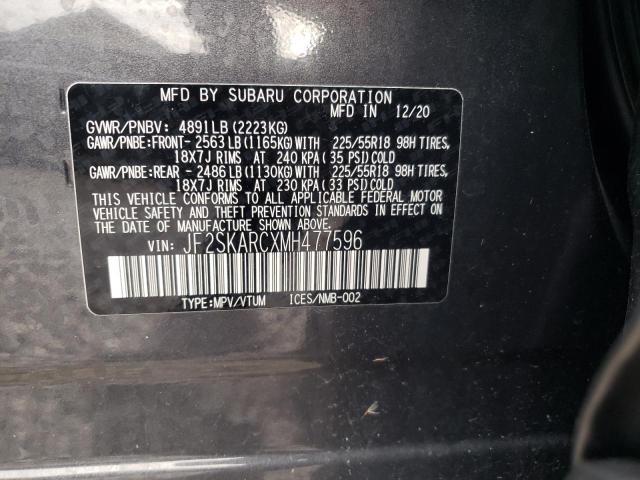 MFD BY SUBARU CORPORATION
MFD IN 12/20
GVWR/PNBV: 4891LB(2223KG)
GAWR/PNBE:FRONT- 2563LB(1165KG)WITH 225/55R18 98H TIRES,
18X7J RIMS AT 240 KPA(35 PSI)COLD
GAWR/PNBE:REAR - 2486LB(1130KG)WITH 225/55R18 98H TIRES,
18X7J RIMS AT 230 KPA(33 PSI)COLD
THIS VEHICLE CONFORMS TO ALL APPLICABLE FEDERAL MOTOR
VEHICLE SAFETY AND THEFT PREVENTION STANDARDS IN EFFECT ON
THE DATE OF MANUFACTURE SHOWN ABOVE.
VIN: JF2SKARCXMH477596
TYPE:MPV/VTUM ICES/NMB-002